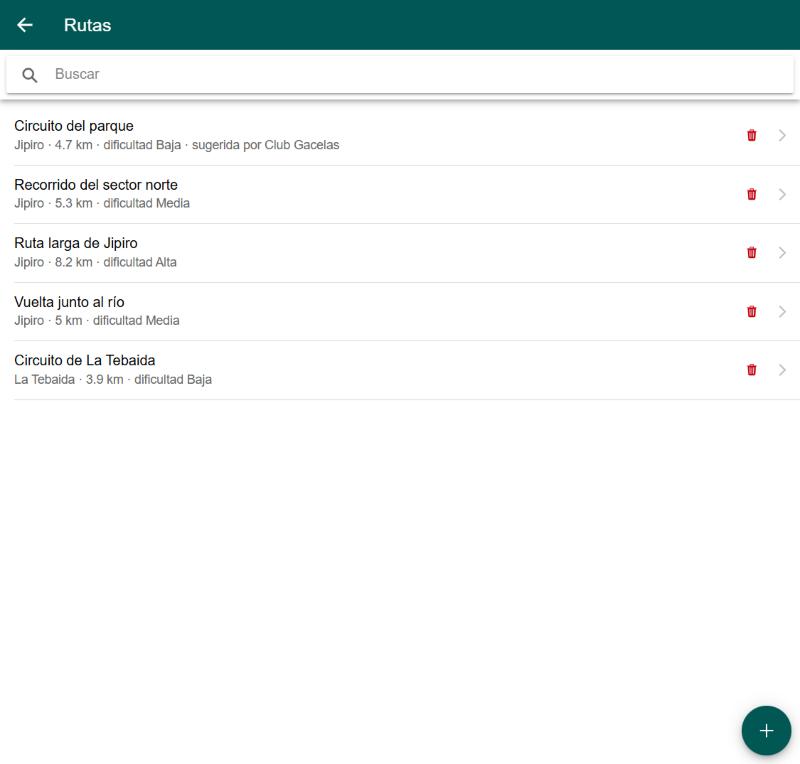 Rutas
Buscar
Circuito del parque
Jipiro · 4.7 km · dificultad Baja · sugerida por Club Gacelas
Recorrido del sector norte
Jipiro · 5.3 km · dificultad Media
Ruta larga de Jipiro
Jipiro · 8.2 km · dificultad Alta
Vuelta junto al río
Jipiro · 5 km · dificultad Media
Circuito de La Tebaida
La Tebaida · 3.9 km · dificultad Baja